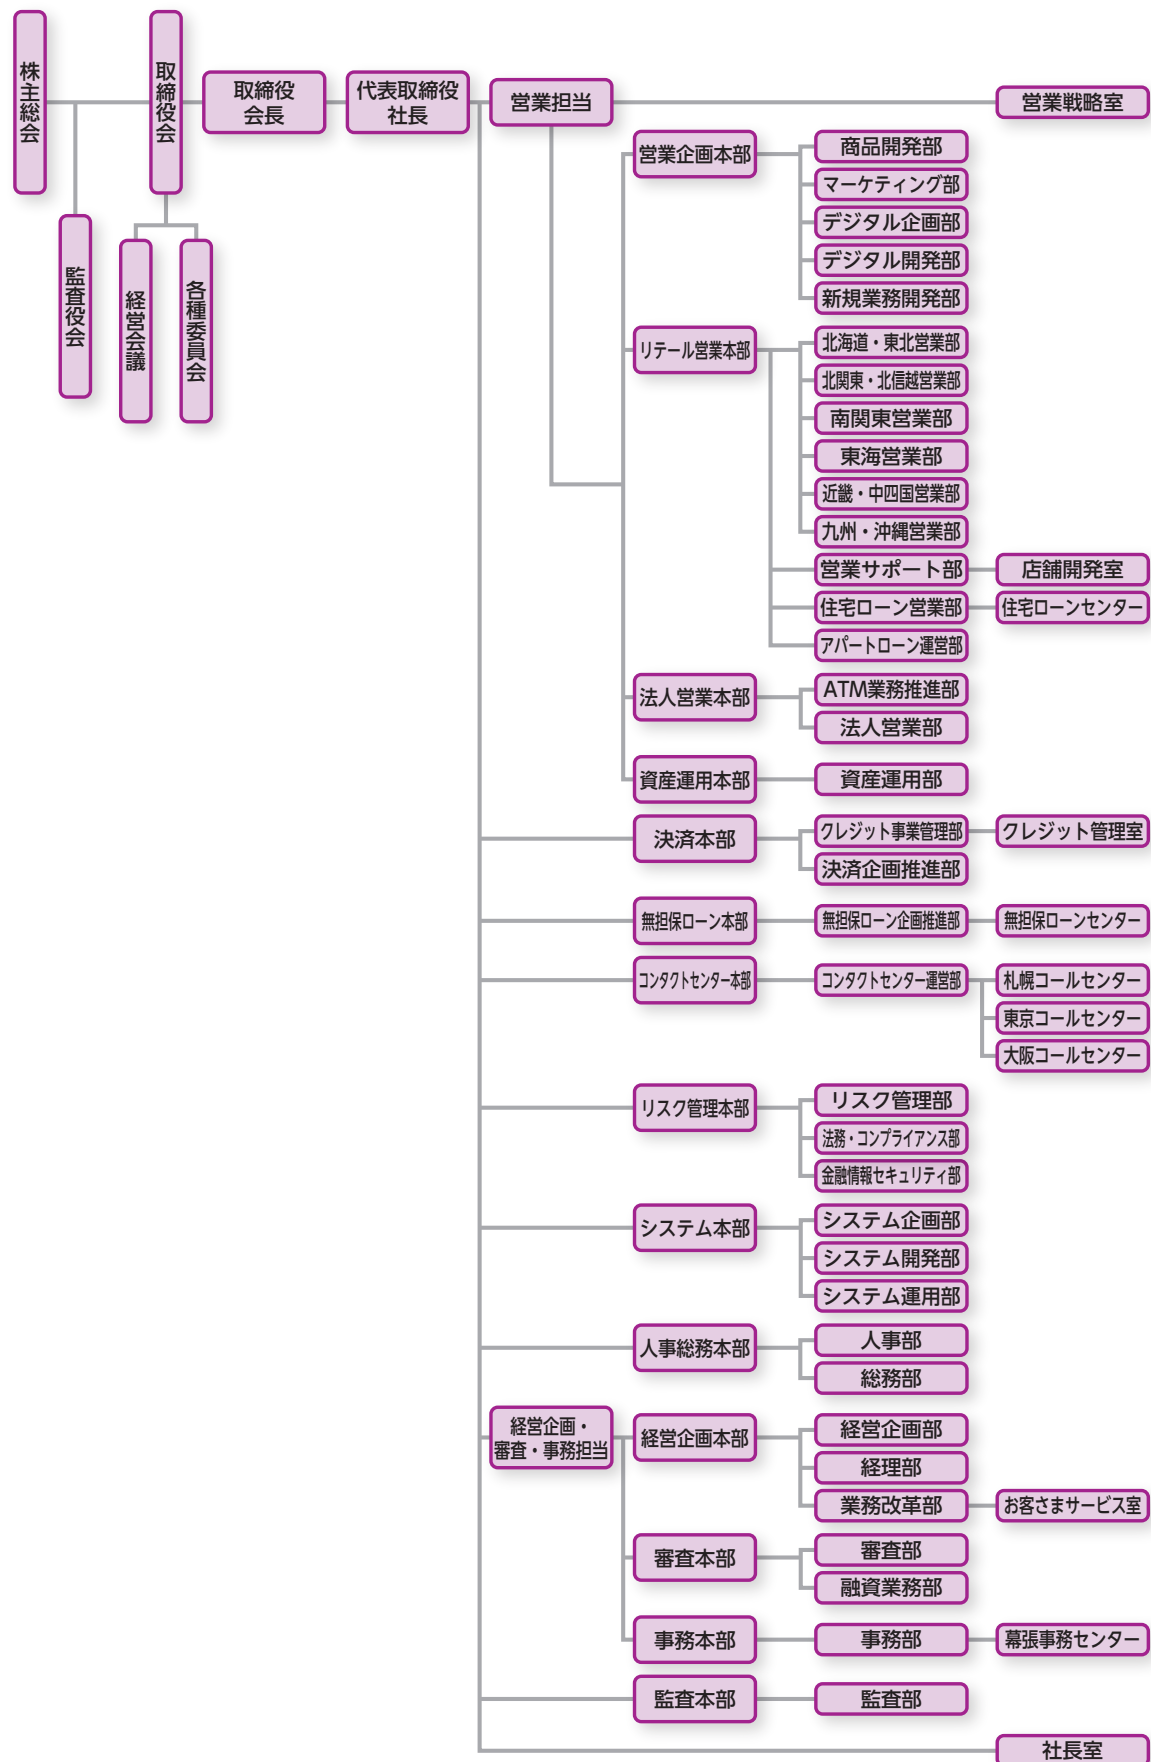 株主総会
監査役会
取締役会
経営会議
各種委員会
取締役
会長
代表取締役
社長
営業担当
営業戦略室
営業企画本部
商品開発部
マーケティング部
デジタル企画部
デジタル開発部
新規業務開発部
リテール営業本部
北海道・東北営業部
北関東・北信越営業部
南関東営業部
東海営業部
近畿・中四国営業部
九州・沖縄営業部
営業サポート部
店舗開発室
住宅ローン営業部
住宅ローンセンター
アパートローン運営部
法人営業本部
ATM業務推進部
法人営業部
資産運用本部
資産運用部
決済本部
クレジット事業管理部
クレジット管理室
決済企画推進部
無担保ローン本部
無担保ローン企画推進部
無担保ローンセンター
コンタクトセンター本部
コンタクトセンター運営部
札幌コールセンター
東京コールセンター
大阪コールセンター
リスク管理本部
リスク管理部
法務・コンプライアンス部
金融情報セキュリティ部
システム本部
システム企画部
システム開発部
システム運用部
人事総務本部
人事部
総務部
経営企画・
審査・事務担当
経営企画本部
経営企画部
経理部
業務改革部
お客さまサービス室
審査本部
審査部
融資業務部
事務本部
事務部
幕張事務センター
監査本部
監査部
社長室